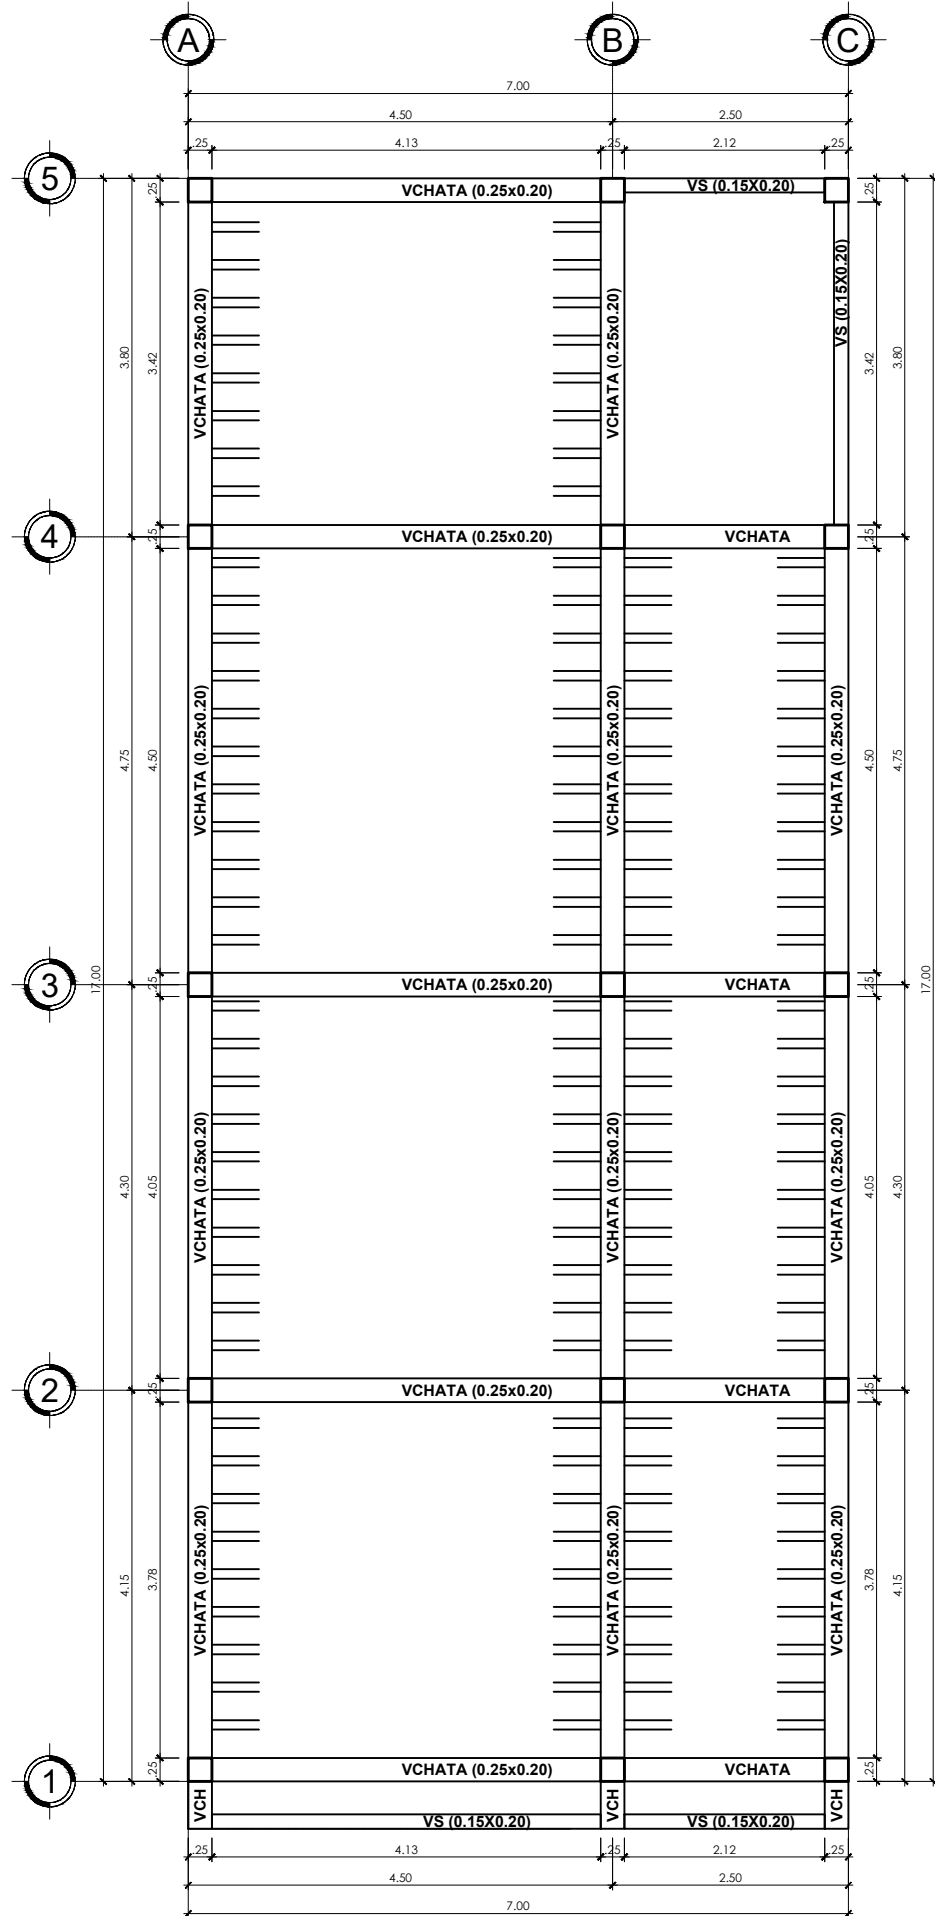 A B C
7.00
4.50 2.50
.25 4.13 .25 2.12 .25
5 VCHATA (0.25x0.20) VS (0.15X0.20)
.25 .25
VCHATA (0.25x0.20) VCHATA (0.25x0.20) VS (0.15X0.20)
3.80 3.42 3.42 3.80
4 .25 VCHATA (0.25x0.20) VCHATA .25
VCHATA (0.25x0.20) VCHATA (0.25x0.20) VCHATA (0.25x0.20)
4.75 4.50 4.50 4.75
3 17.00 .25 VCHATA (0.25x0.20) VCHATA .25 17.00
VCHATA (0.25x0.20) VCHATA (0.25x0.20) VCHATA (0.25x0.20)
4.30 4.05 4.05 4.30
2 .25 VCHATA (0.25x0.20) VCHATA .25
VCHATA (0.25x0.20) VCHATA (0.25x0.20) VCHATA (0.25x0.20)
4.15 3.78 3.78 4.15
1 .25 VCHATA (0.25x0.20) VCHATA .25
VCH VCH VCH
VS (0.15X0.20) VS (0.15X0.20)
.25 4.13 .25 2.12 .25
4.50 2.50
7.00